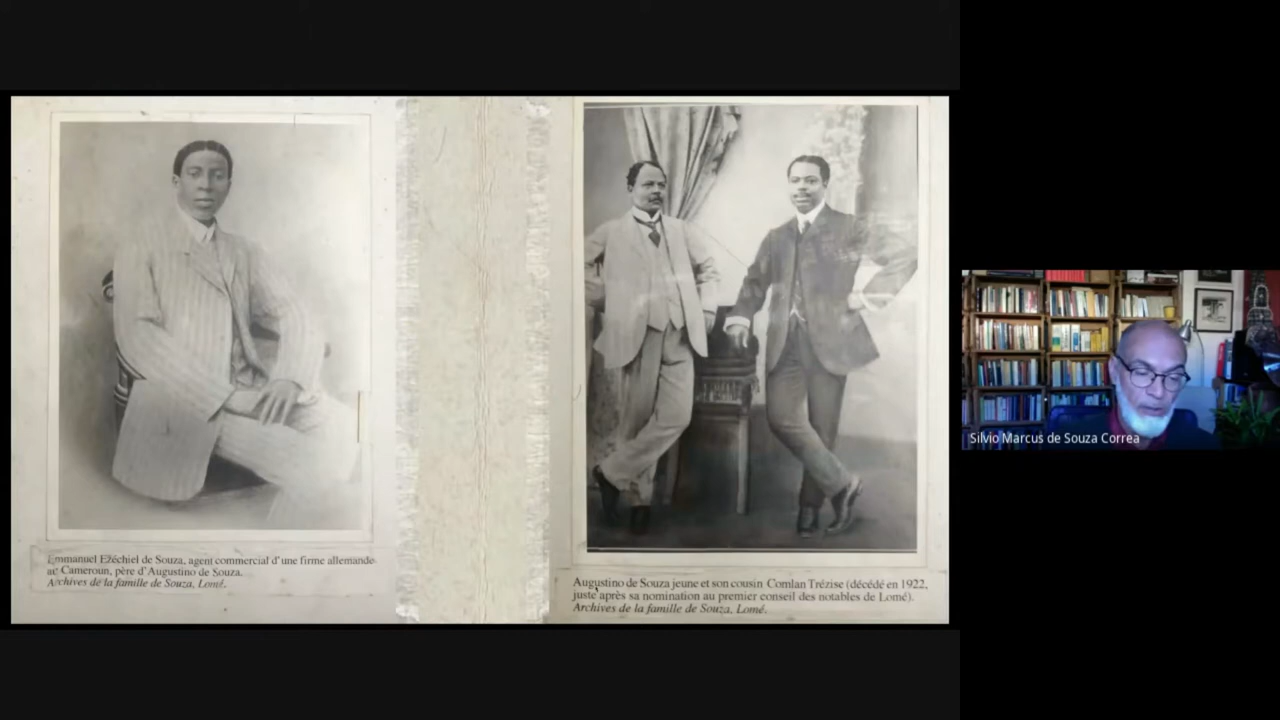 Emmanuel Ezéchiel de Souza, agent commercial d'une firme allemande
ac Cameroun, père d'Augustino de Souza.
Archives de la famille de Souza, Lomé.
Augustino de Souza jeune et son cousin Comlan Trézise (décédé en 1922,
juste après sa nomination au premier conseil des notables de Lomé).
Archives de la famille de Souza, Lomé.
Silvio Marcus de Souza Correa